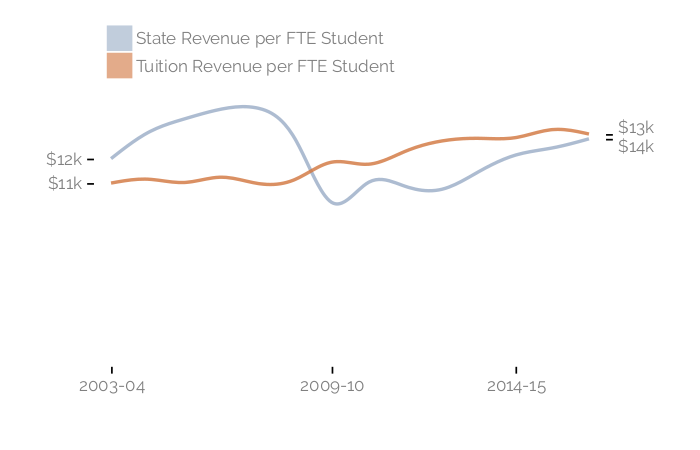 State Revenue per FTE Student
Tuition Revenue per FTE Student
$12k
$11k
$13k
$14k
2003-04
2009-10
2014-15